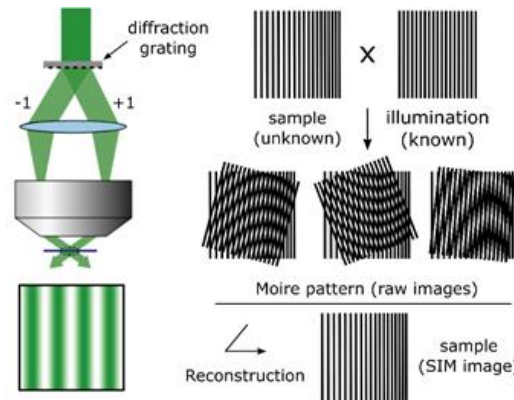 diffraction
grating
-1
+1
x
sample
(unknown)
illumination
(known)
Moire pattern (raw images)
Reconstruction
sample
(SIM image)